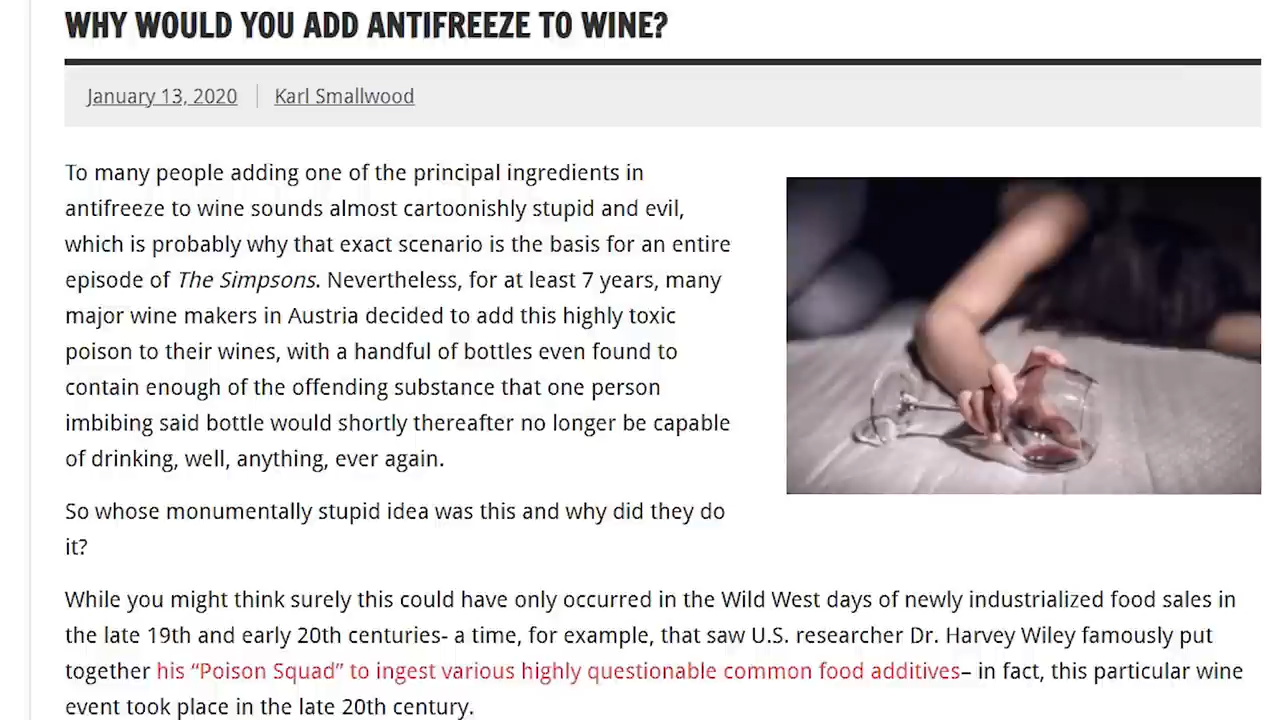 WHY WOULD YOU ADD ANTIFREEZE TO WINE?
January 13, 2020
Karl Smallwood
To many people adding one of the principal ingredients in
antifreeze to wine sounds almost cartoonishly stupid and evil,
which is probably why that exact scenario is the basis for an entire
episode of The Simpsons. Nevertheless, for at least 7 years, many
major wine makers in Austria decided to add this highly toxic
poison to their wines, with a handful of bottles even found to
contain enough of the offending substance that one person
imbibing said bottle would shortly thereafter no longer be capable
of drinking, well, anything, ever again.
So whose monumentally stupid idea was this and why did they do
it?
While you might think surely this could have only occurred in the Wild West days of newly industrialized food sales in
the late 19th and early 20th centuries- a time, for example, that saw U.S. researcher Dr. Harvey Wiley famously put
together his “Poison Squad” to ingest various highly questionable common food additives– in fact, this particular wine
event took place in the late 20th century.